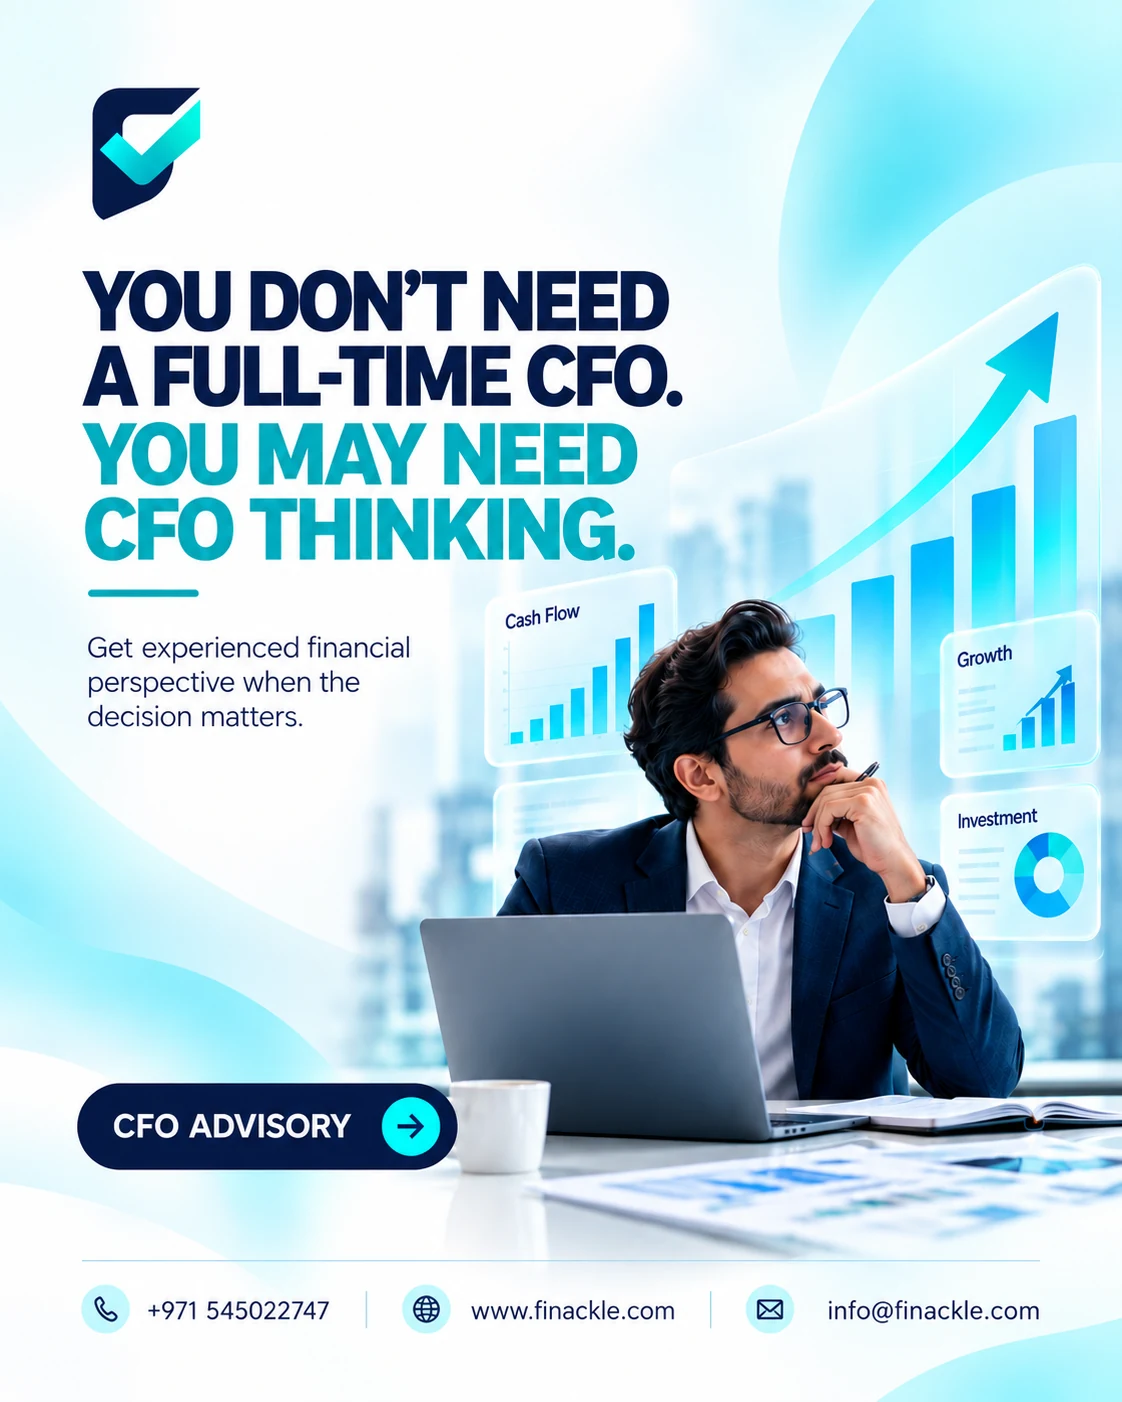 YOU DON’T NEED
A FULL-TIME CFO.
YOU MAY NEED
CFO THINKING.
Get experienced financial
perspective when the
decision matters.
Cash Flow
Growth
Investment
CFO ADVISORY
+971 545022747
www.finackle.com
info@finackle.com